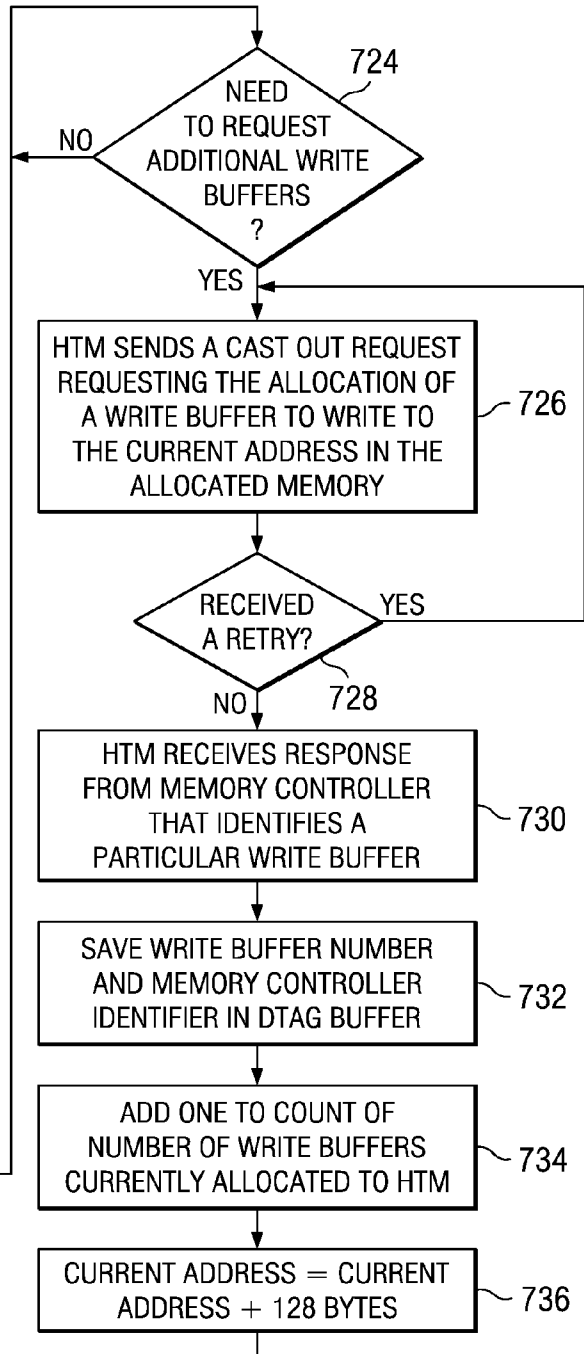 724
NEED
TO REQUEST
ADDITIONAL WRITE
BUFFERS
?
NO
YES
HTM SENDS A CAST OUT REQUEST
REQUESTING THE ALLOCATION OF
A WRITE BUFFER TO WRITE TO
THE CURRENT ADDRESS IN THE
ALLOCATED MEMORY
726
RECEIVED
A RETRY?
YES
728
NO
HTM RECEIVES RESPONSE
FROM MEMORY CONTROLLER
THAT IDENTIFIES A
PARTICULAR WRITE BUFFER
730
SAVE WRITE BUFFER NUMBER
AND MEMORY CONTROLLER
IDENTIFIER IN DTAG BUFFER
732
ADD ONE TO COUNT OF
NUMBER OF WRITE BUFFERS
CURRENTLY ALLOCATED TO HTM
734
CURRENT ADDRESS = CURRENT
ADDRESS + 128 BYTES
736